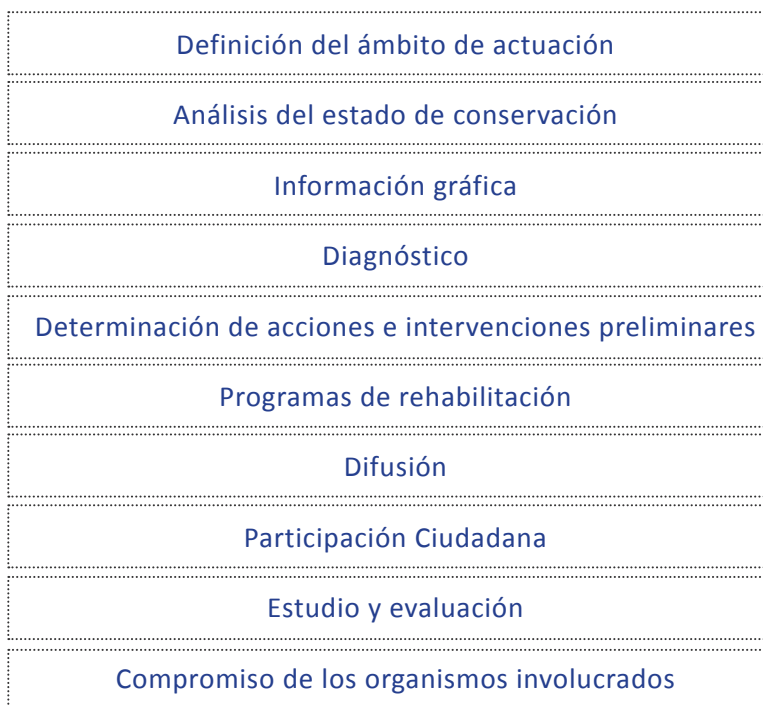 Definición del ámbito de actuación
Análisis del estado de conservación
Información gráfica
Diagnóstico
Determinación de acciones e intervenciones preliminares
Programas de rehabilitación
Difusión
Participación Ciudadana
Estudio y evaluación
Compromiso de los organismos involucrados